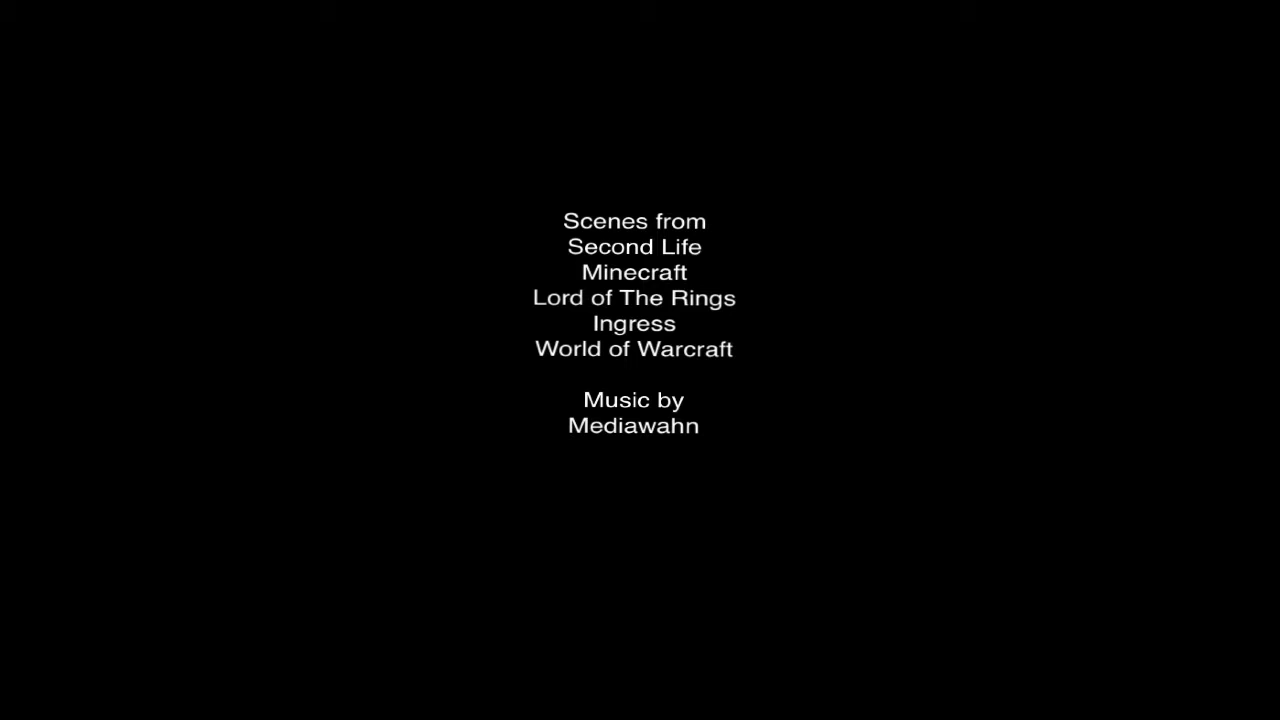 Scenes from
Second Life
Minecraft
Lord of The Rings
Ingress
World of Warcraft
Music by
Mediawahn